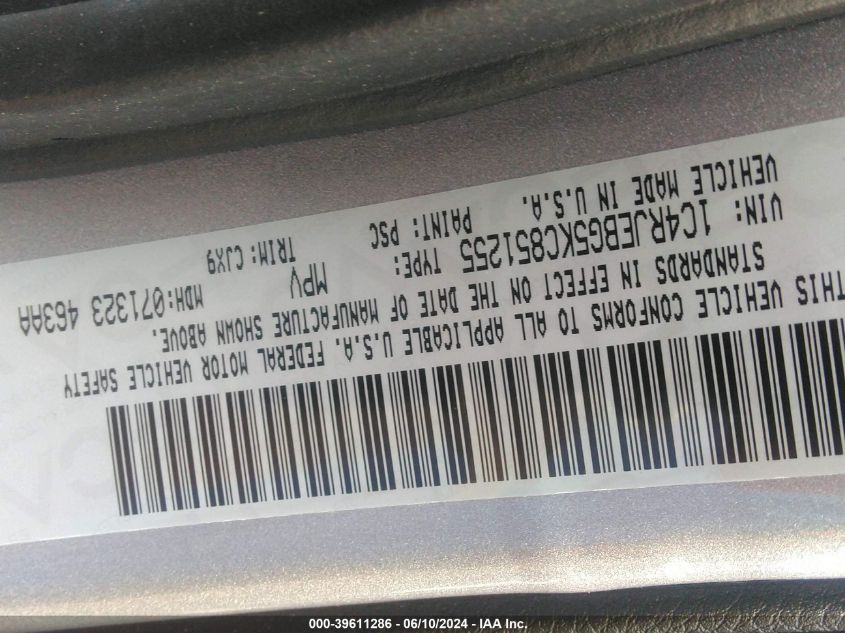 THIS VEHICLE CONFORMS TO ALL APPLICABLE U.S.A. FEDERAL MOTOR VEHICLE SAFETY
STANDARDS IN EFFECT ON THE DATE OF MANUFACTURE SHOWN ABOVE.
VIN: 1C4RJEBG5KC851255 TYPE: MPV MDH:071323 463AA
VEHICLE MADE IN U.S.A. PAINT: PSC TRIM: CJX9
000-39611286 - 06/10/2024 - IAA Inc.